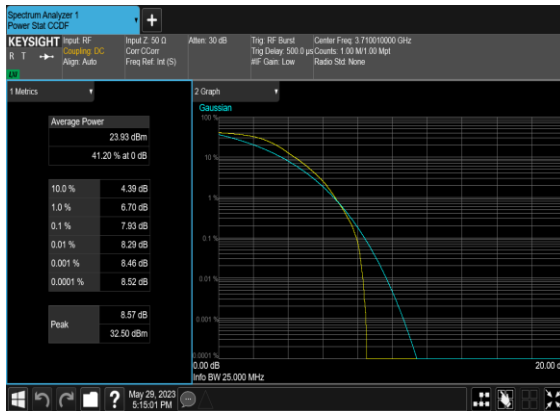 Spectrum Analyzer 1
Power Stat CCDF
+
KEYSIGHT
R T
LXI
Input: RF
Coupling: DC
Align: Auto
Input Z: 50 Ω
Corr CCorr
Freq Ref: Int (S)
Atten: 30 dB
Trig: RF Burst
Trig Delay: 500.0 µs
#IF Gain: Low
Center Freq: 3.710010000 GHz
Counts: 1.00 M/1.00 Mpt
Radio Std: None
1 Metrics
Average Power
23.93 dBm
41.20 % at 0 dB
10.0 % 4.39 dB
1.0 % 6.70 dB
0.1 % 7.93 dB
0.01 % 8.29 dB
0.001 % 8.46 dB
0.0001 % 8.52 dB
Peak
8.57 dB
32.50 dBm
2 Graph
Gaussian
100 %
10 %
1 %
0.1 %
0.01 %
0.001 %
0.0001 %
0.00 dB
20.00 d
Info BW 25.000 MHz
?
May 29, 2023
5:15:01 PM